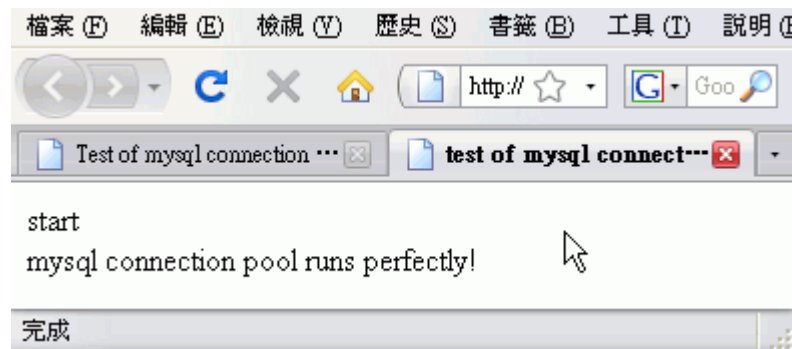 檔案 (F) 編輯 (E) 檢視 (V) 歷史 (S) 書籤 (B) 工具 (T) 說明
http:// G Goo
Test of mysql connection ... test of mysql connect...
start
mysql connection pool runs perfectly!
完成